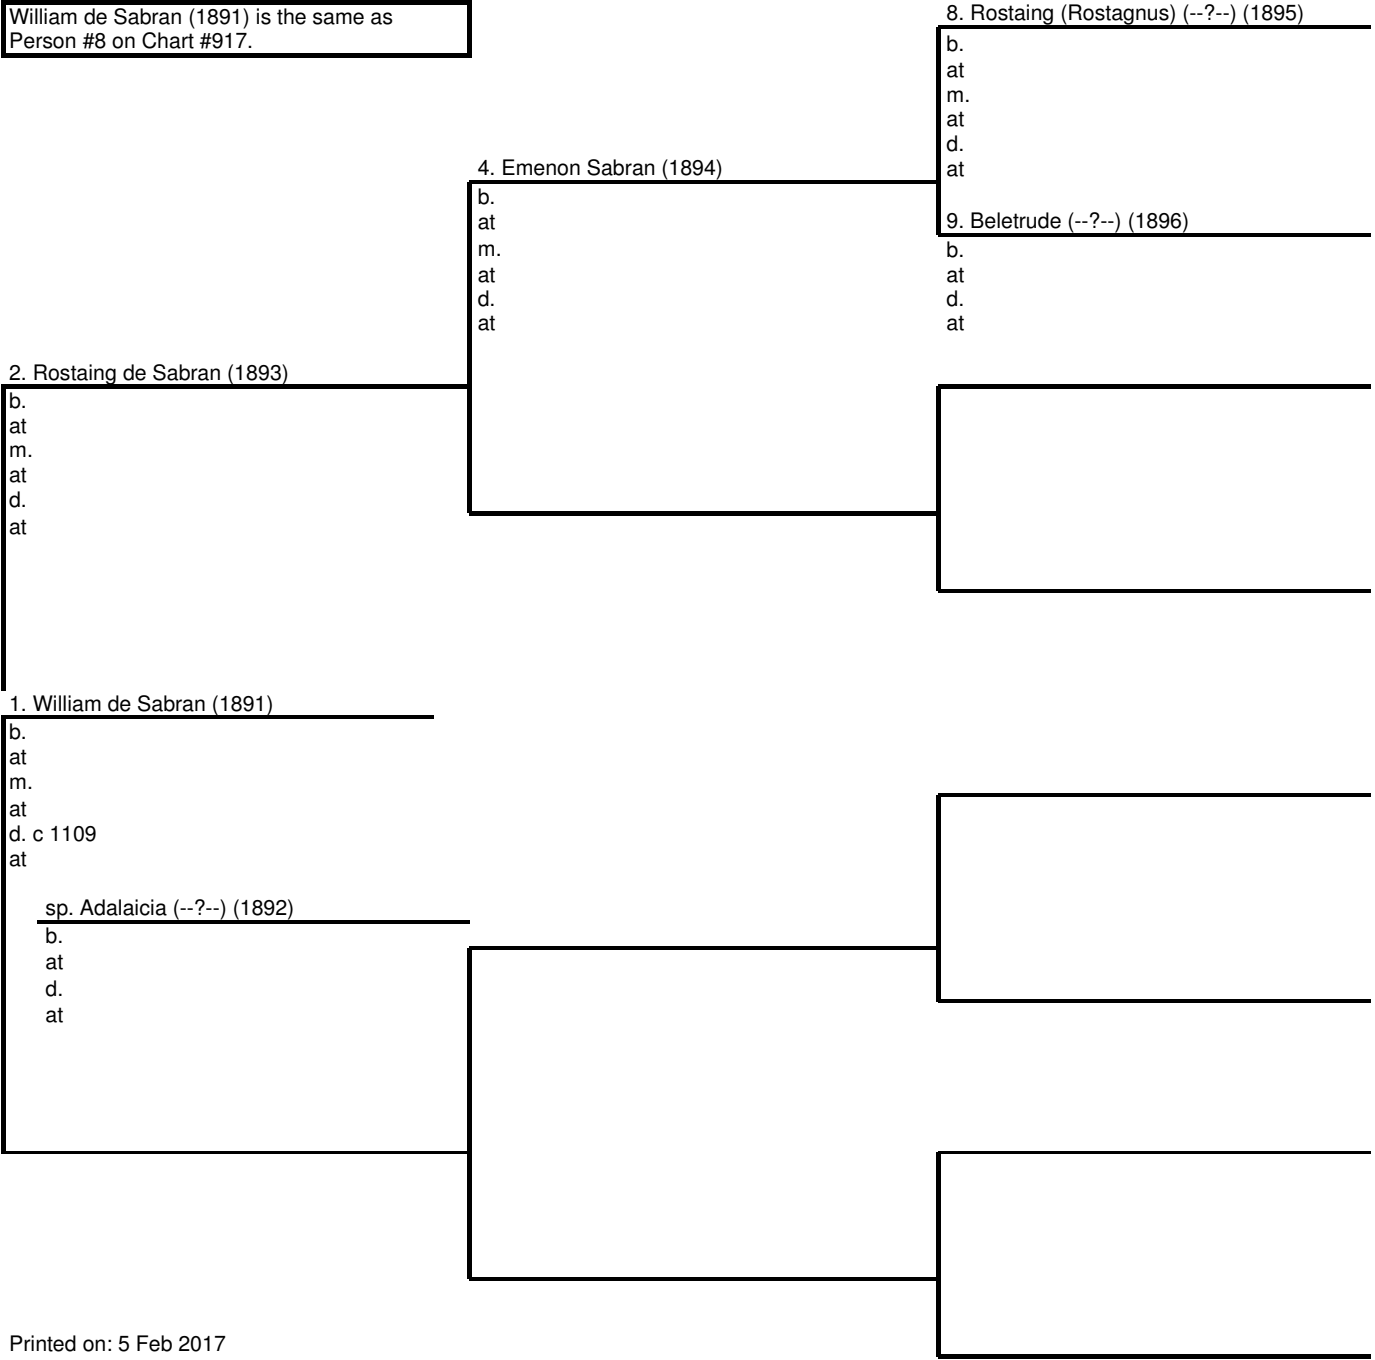 William de Sabran (1891) is the same as
Person #8 on Chart #917.
8. Rostaing (Rostagnus) (--?--) (1895)
b.
at
m.
at
d.
at
4. Emenon Sabran (1894)
b.
at
m.
at
d.
at
9. Beletrude (--?--) (1896)
b.
at
d.
at
2. Rostaing de Sabran (1893)
b.
at
m.
at
d.
at
1. William de Sabran (1891)
b.
at
m.
at
d. c 1109
at
sp. Adalaicia (--?--) (1892)
b.
at
d.
at
Printed on: 5 Feb 2017